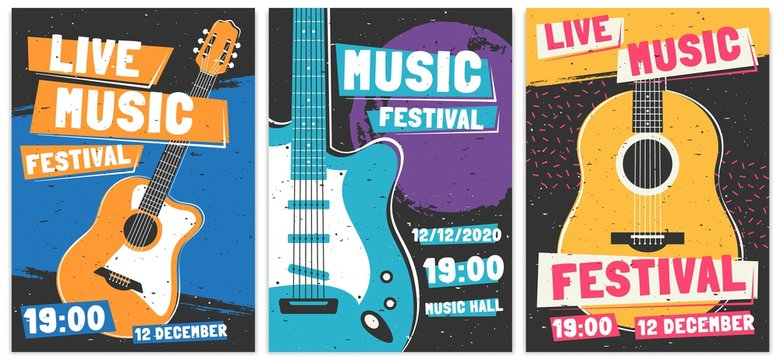 LIVE
MUSIC
FESTIVAL
19:00
12 DECEMBER
MUSIC
FESTIVAL
12/12/2020
19:00
MUSIC HALL
LIVE
MUSIC
FESTIVAL
19:00
12 DECEMBER